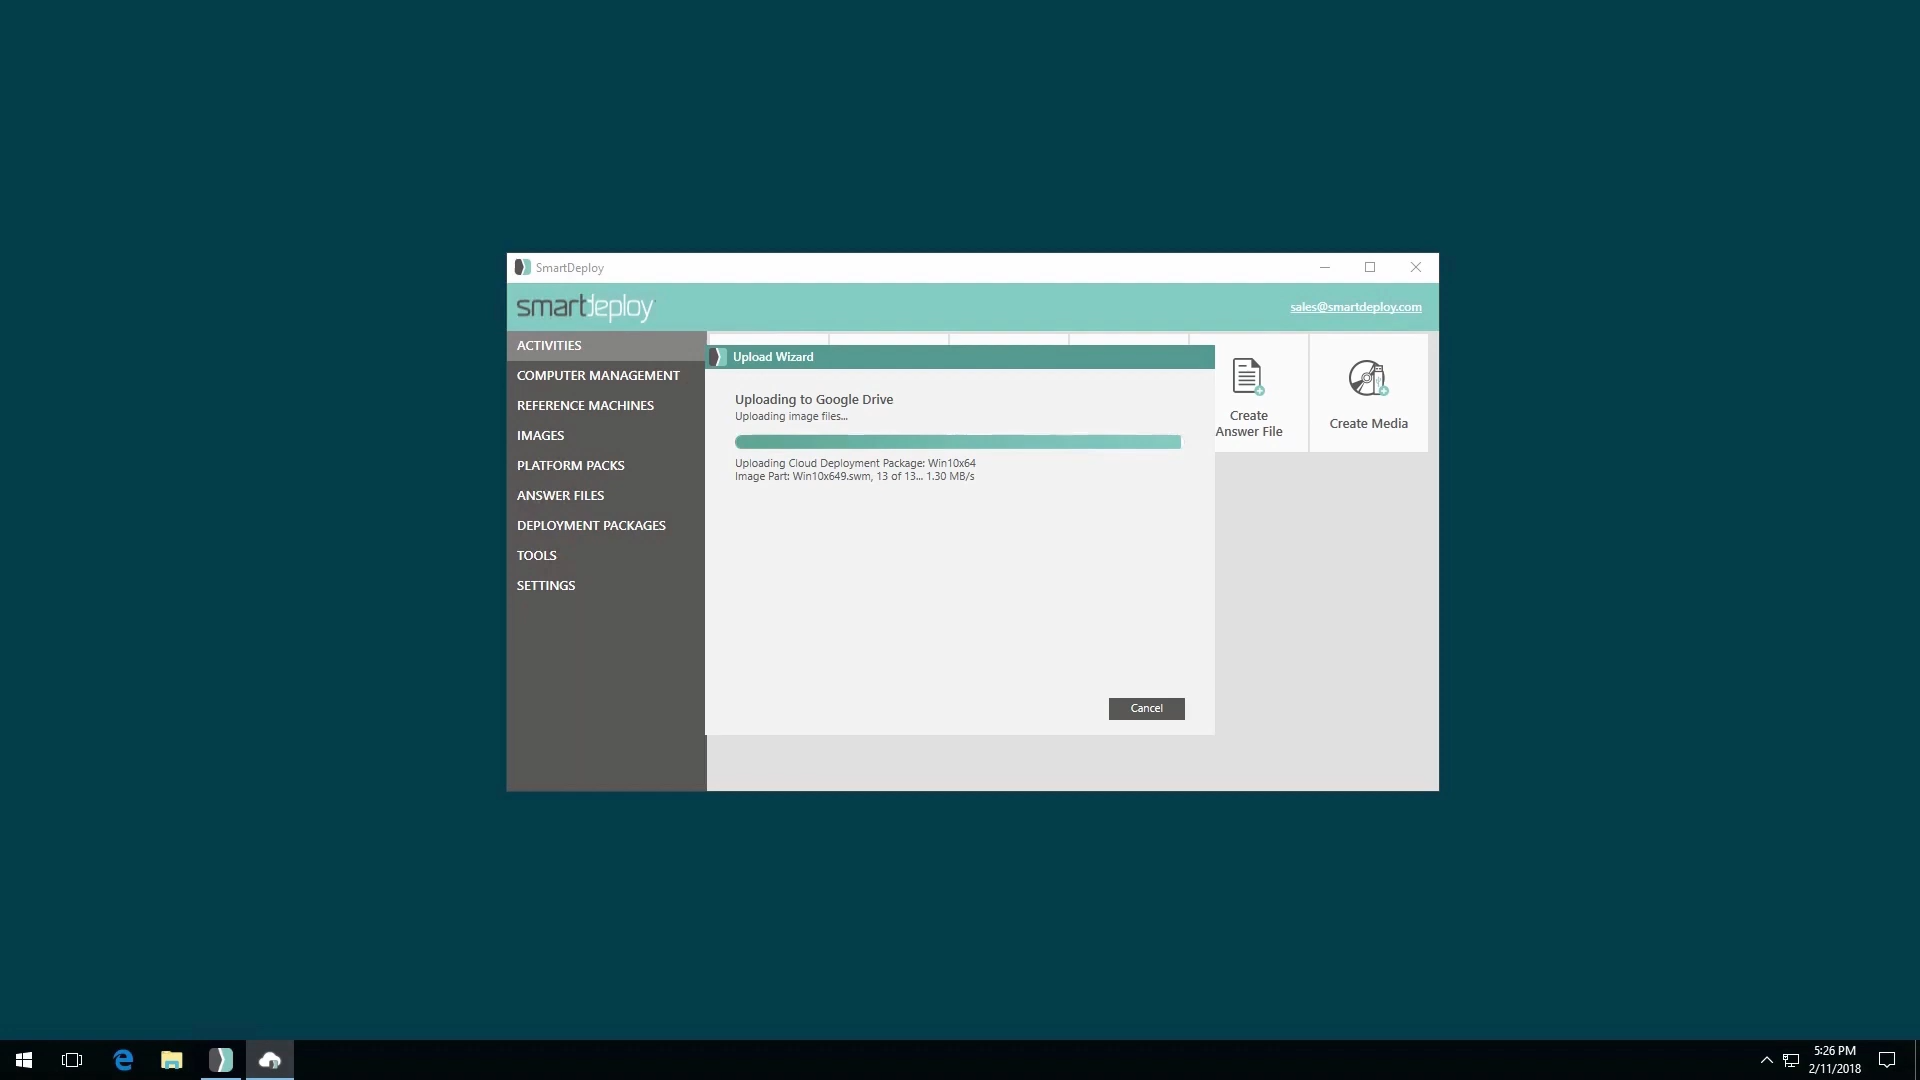 SmartDeploy
smartdeploy
sales@smartdeploy.com
ACTIVITIES
COMPUTER MANAGEMENT
REFERENCE MACHINES
IMAGES
PLATFORM PACKS
ANSWER FILES
DEPLOYMENT PACKAGES
TOOLS
SETTINGS
Upload Wizard
Uploading to Google Drive
Uploading image files...
Uploading Cloud Deployment Package: Win10x64
Image Part: Win10x649.swm, 13 of 13... 1.30 MB/s
Cancel
Create
Answer File
Create Media
5:26 PM
2/11/2018